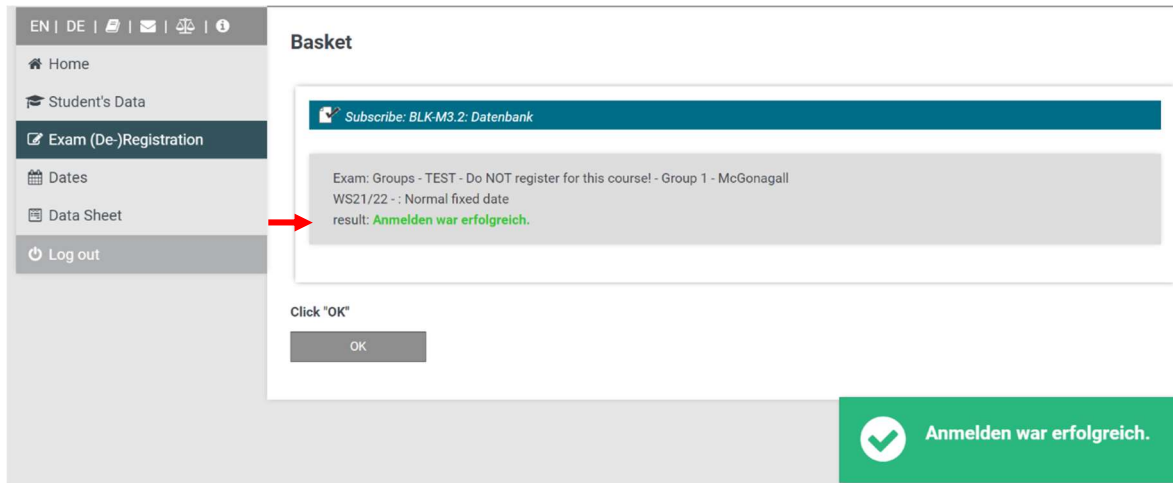 EN | DE | | | |
Home
Student's Data
Exam (De-)Registration
Dates
Data Sheet
Log out
Basket
Subscribe: BLK-M3.2: Datenbank
Exam: Groups - TEST - Do NOT register for this course! - Group 1 - McGonagall
WS21/22 - : Normal fixed date
result: Anmelden war erfolgreich.
Click "OK"
OK
Anmelden war erfolgreich.